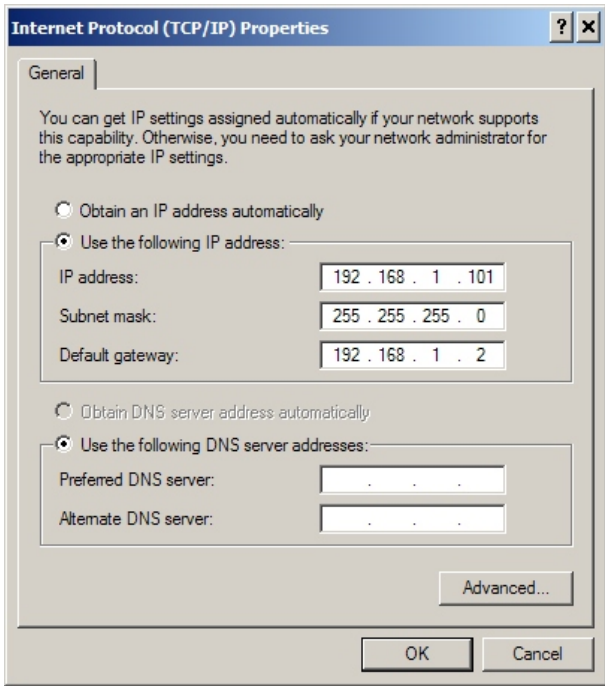 Internet Protocol (TCP/IP) Properties
General
You can get IP settings assigned automatically if your network supports
this capability. Otherwise, you need to ask your network administrator for
the appropriate IP settings.
Obtain an IP address automatically
Use the following IP address:
IP address: 192 . 168 . 1 . 101
Subnet mask: 255 . 255 . 255 . 0
Default gateway: 192 . 168 . 1 . 2
Obtain DNS server address automatically
Use the following DNS server addresses:
Preferred DNS server: . . .
Alternate DNS server: . . .
Advanced...
OK Cancel